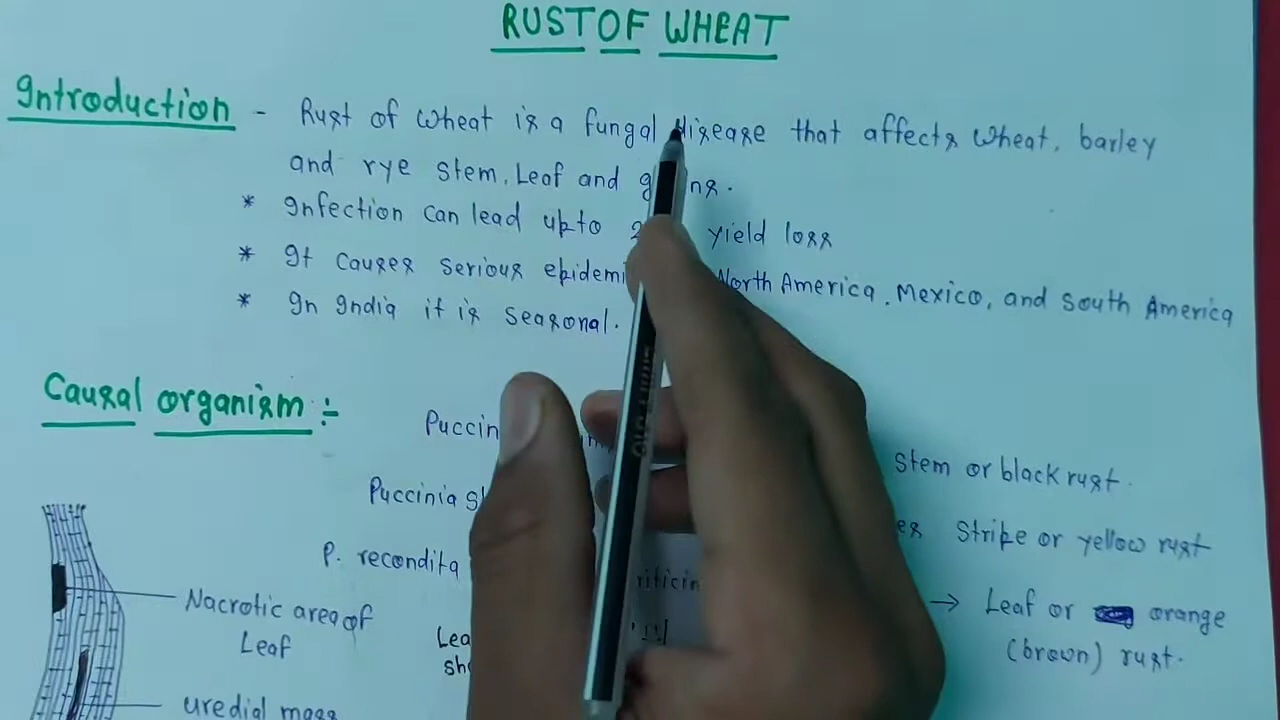 RUST OF WHEAT
Introduction - Rust of wheat is a fungal disease that affects wheat, barley
and rye stem, Leaf and
* Infection can lead upto yield loss
* It causes serious North America, Mexico, and South America
* In India it is seasonal.
Causal organism :-
stem or black rust.
Puccinia Stripe or yellow rust
P. recondita → Leaf or orange
(brown) rust.
Nacrotic area of
Leaf
uredial mass